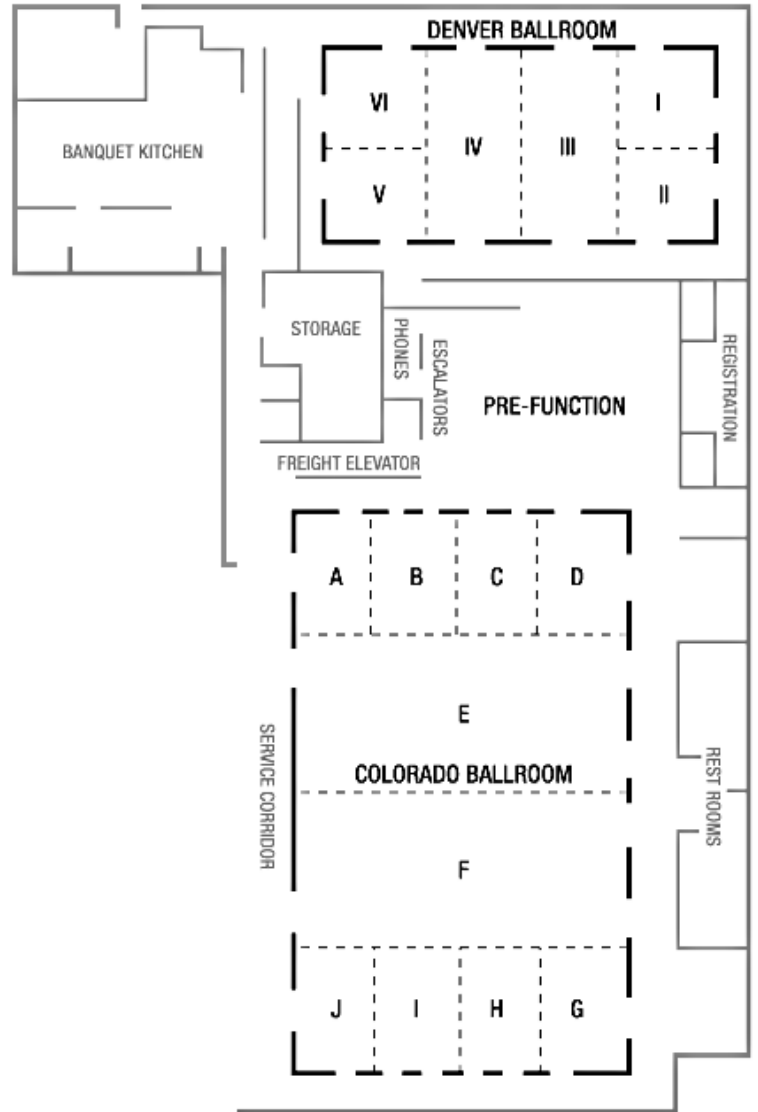 DENVER BALLROOM
VI
I
BANQUET KITCHEN
IV
III
V
II
STORAGE
PHONES
ESCALATORS
REGISTRATION
PRE-FUNCTION
FREIGHT ELEVATOR
A
B
C
D
E
SERVICE CORRIDOR
COLORADO BALLROOM
REST ROOMS
F
J
I
H
G